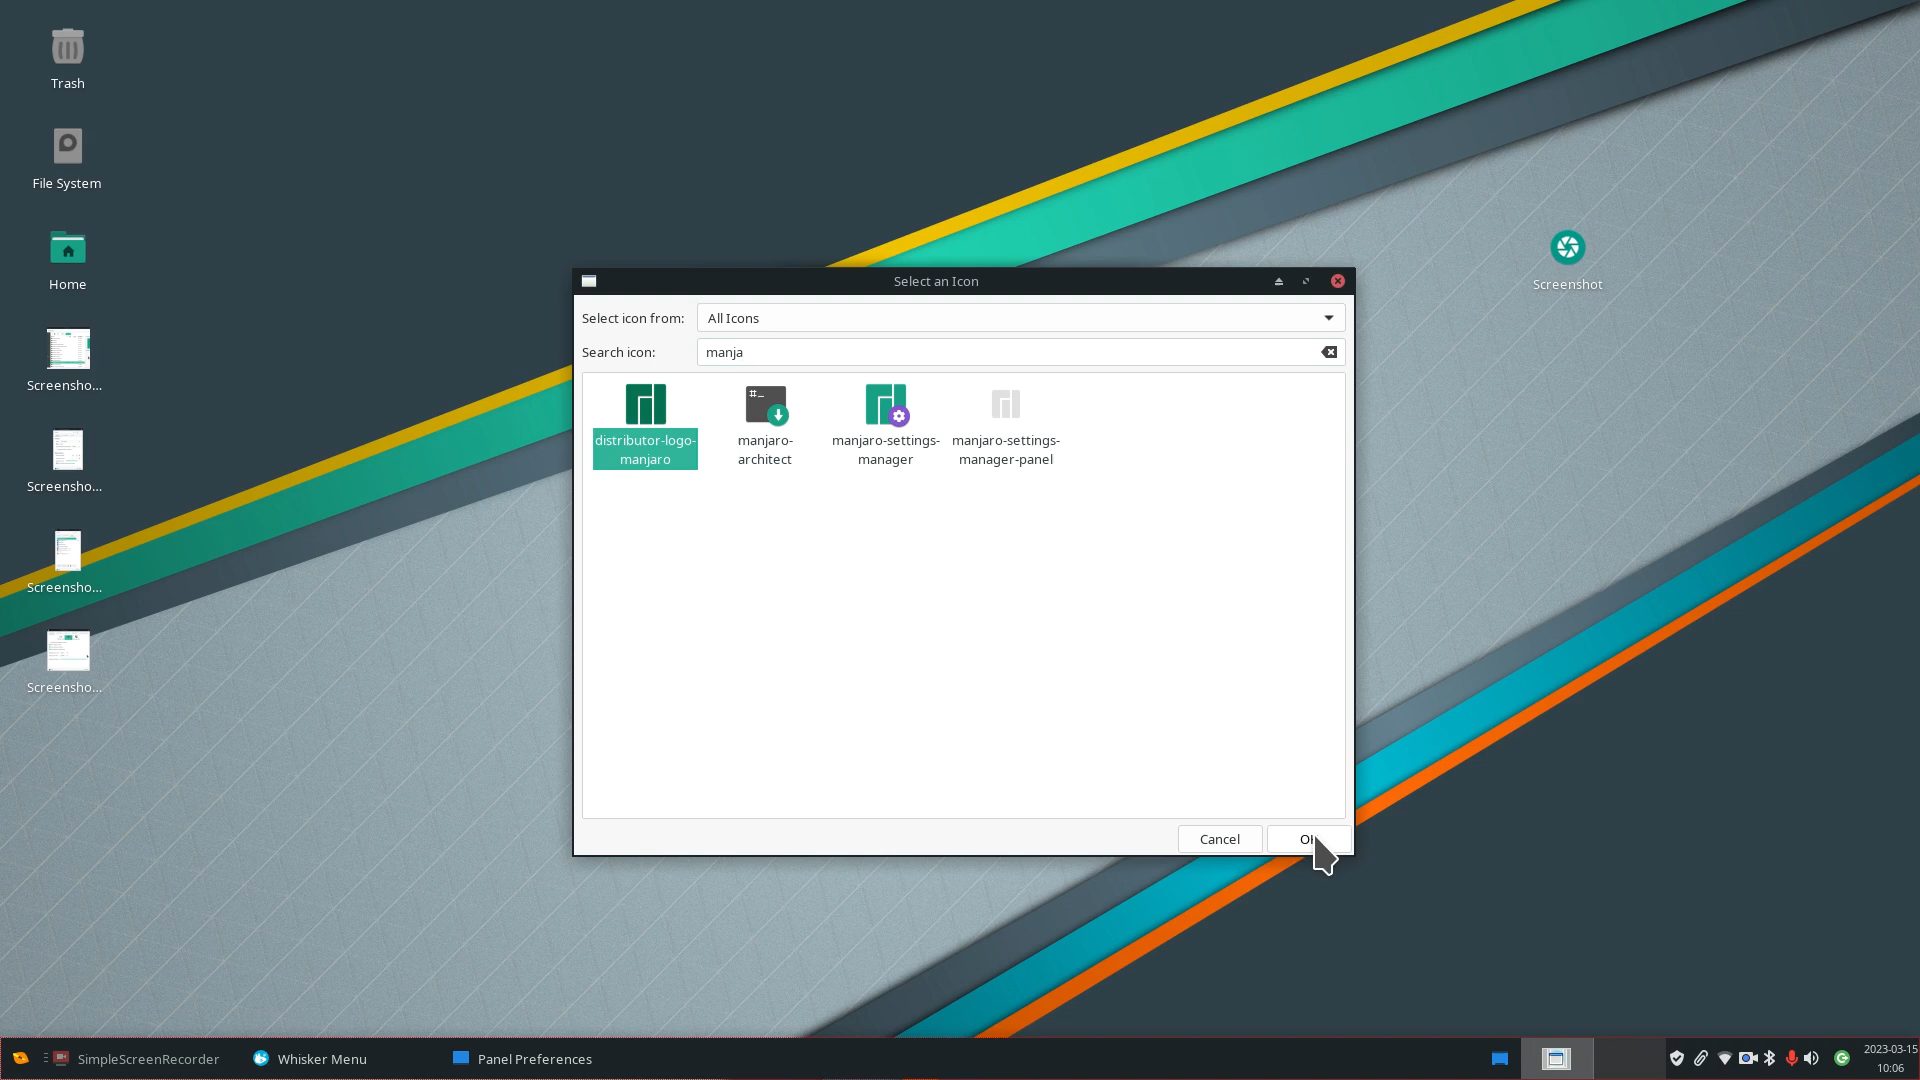 Trash
File System
Home
Screensho...
Screensho...
Screensho...
Screensho...
Screenshot
Select an Icon
Select icon from:
All Icons
Search icon:
manja
distributor-logo-
manjaro
manjaro-
architect
manjaro-settings-
manager
manjaro-settings-
manager-panel
Cancel
SimpleScreenRecorder
Whisker Menu
Panel Preferences
2023-03-15
10:06